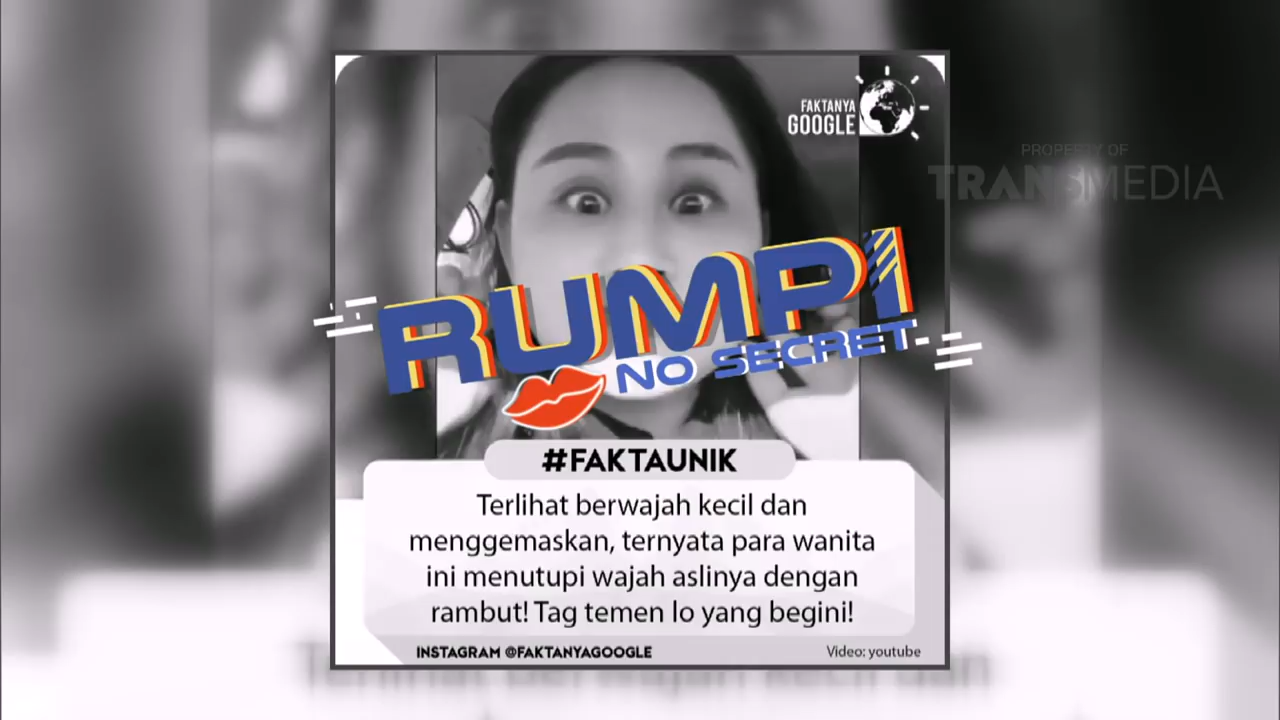 FAKTANYA
GOOGLE
PROPERTY OF
TRANSMEDIA
RUMPI
NO SECRET
#FAKTAUNIK
Terlihat berwajah kecil dan
menggemaskan, ternyata para wanita
ini menutupi wajah aslinya dengan
rambut! Tag temen lo yang begini!
INSTAGRAM @FAKTANYAGOOGLE
Video: youtube